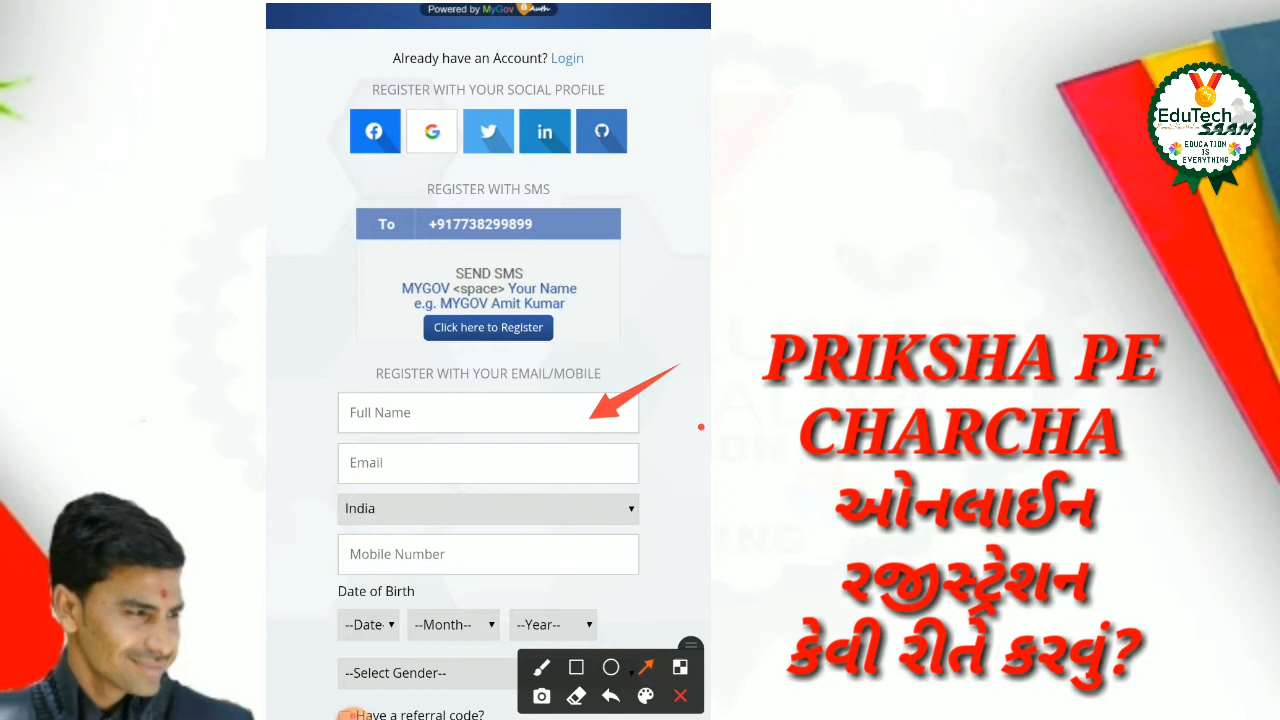 Powered by MyGov Auth
Already have an Account? Login
REGISTER WITH YOUR SOCIAL PROFILE
REGISTER WITH SMS
To +917738299899
SEND SMS
MYGOV <space> Your Name
e.g. MYGOV Amit Kumar
Click here to Register
REGISTER WITH YOUR EMAIL/MOBILE
Full Name
Email
India
Mobile Number
Date of Birth
--Date- --Month-- --Year--
--Select Gender--
Have a referral code?
EduTech
SAAN
EDUCATION
IS
EVERYTHING
PRIKSHA PE
CHARCHA
ઓનલાઈન
રજીસ્ટ્રેશન
કેવી રીતે કરવું?